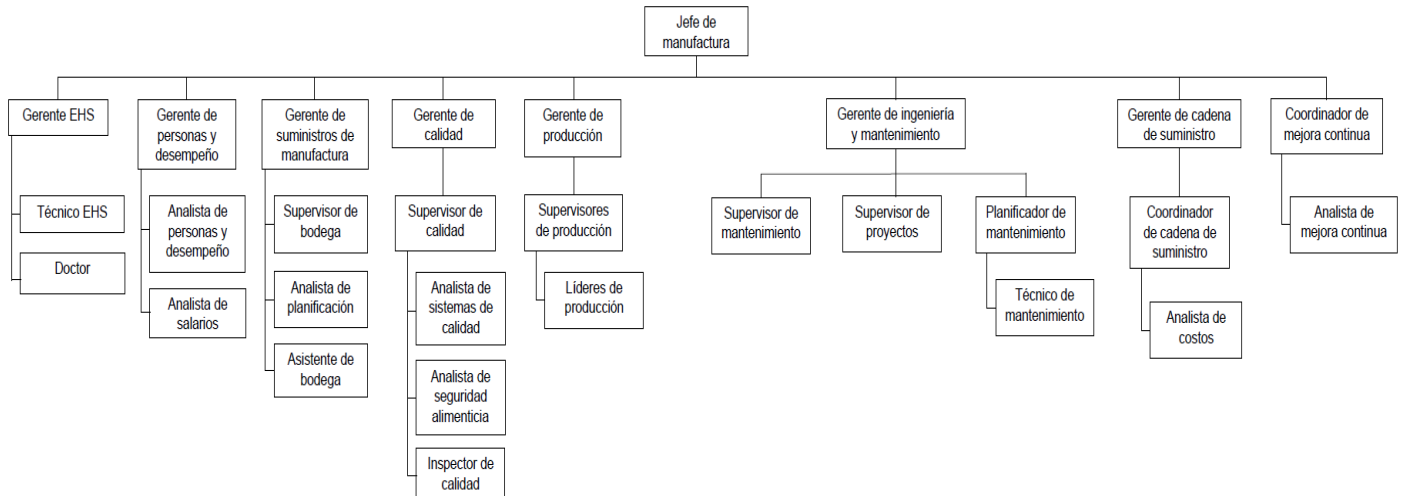 Jefe de
manufactura
Gerente EHS
Gerente de
personas y
desempeño
Gerente de
suministros de
manufactura
Gerente de
calidad
Gerente de
producción
Gerente de ingeniería
y mantenimiento
Gerente de cadena
de suministro
Coordinador de
mejora continua
Técnico EHS
Doctor
Analista de
personas y
desempeño
Analista de
salarios
Supervisor de
bodega
Analista de
planificación
Asistente de
bodega
Supervisor de
calidad
Analista de
sistemas de
calidad
Analista de
seguridad
alimenticia
Inspector de
calidad
Supervisores
de producción
Líderes de
producción
Supervisor de
mantenimiento
Supervisor de
proyectos
Planificador de
mantenimiento
Técnico de
mantenimiento
Coordinador
de cadena de
suministro
Analista de
costos
Analista de
mejora continua